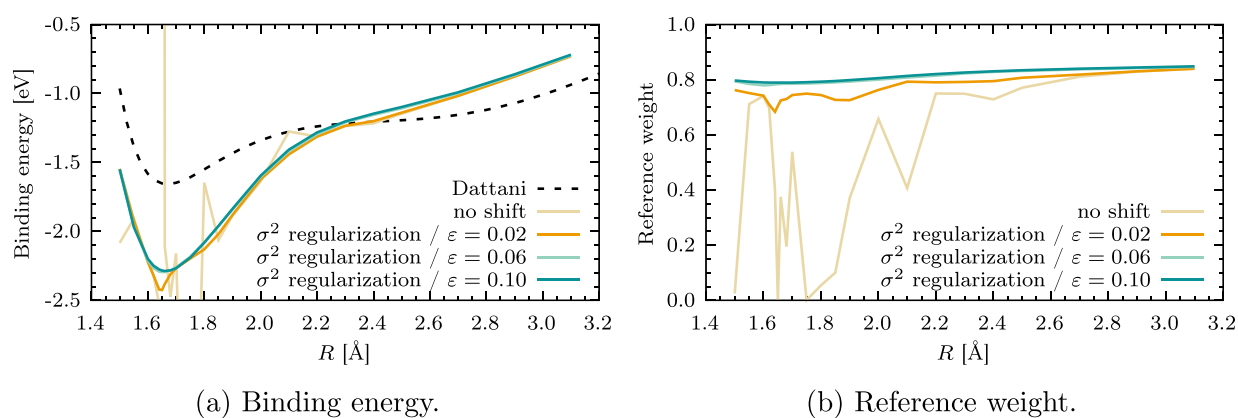 -0.5
-1.0
-1.5
-2.0
-2.5
Binding energy [eV]
1.4 1.6 1.8 2.0 2.2 2.4 2.6 2.8 3.0 3.2
R [Å]
Dattani
no shift
σ² regularization / ε = 0.02
σ² regularization / ε = 0.06
σ² regularization / ε = 0.10
(a) Binding energy.
1.0
0.8
0.6
0.4
0.2
0.0
Reference weight
1.4 1.6 1.8 2.0 2.2 2.4 2.6 2.8 3.0 3.2
R [Å]
no shift
σ² regularization / ε = 0.02
σ² regularization / ε = 0.06
σ² regularization / ε = 0.10
(b) Reference weight.